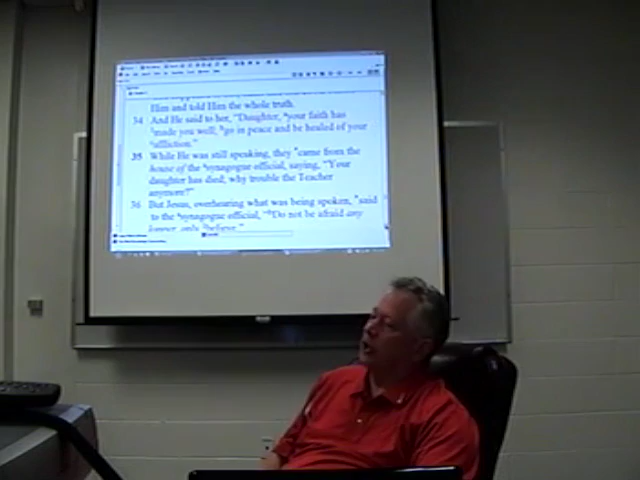 Him and told Him the whole truth.
34 And He said to her, "Daughter, your faith has
made you well; go in peace and be healed of your
affliction."
35 While He was still speaking, they *came from the
house of the synagogue official, saying, "Your
daughter has died; why trouble the Teacher
anymore?"
36 But Jesus, overhearing what was being spoken, *said
to the synagogue official, "Do not be afraid any
longer, only believe."